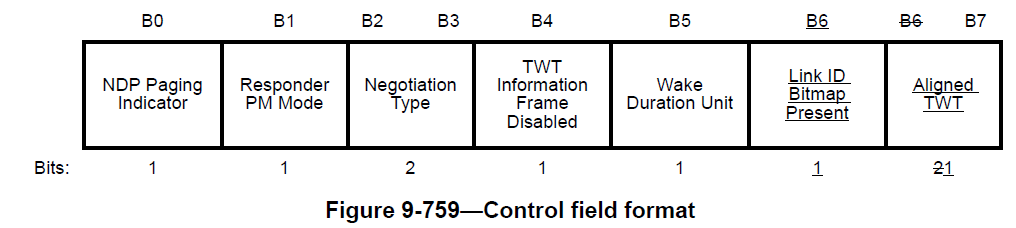 B0 B1 B2 B3 B4 B5 B6 B6 B7
NDP Paging
Indicator
Responder
PM Mode
Negotiation
Type
TWT
Information
Frame
Disabled
Wake
Duration Unit
Link ID
Bitmap
Present
Aligned
TWT
Bits: 1 1 2 1 1 1 21
Figure 9-759—Control field format